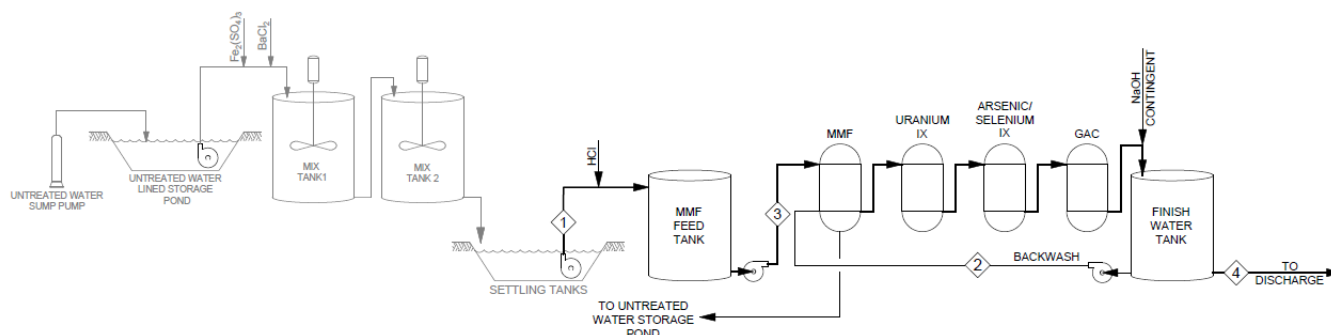 Fe2(SO4)3
BaCl2
UNTREATED WATER
SUMP PUMP
UNTREATED WATER
LINED STORAGE
POND
MIX
TANK1
MIX
TANK 2
SETTLING TANKS
1
HCl
MMF
FEED
TANK
3
MMF
URANIUM
IX
ARSENIC/
SELENIUM
IX
GAC
NaOH
CONTINGENT
FINISH
WATER
TANK
2
BACKWASH
4
TO
DISCHARGE
TO UNTREATED
WATER STORAGE
POND